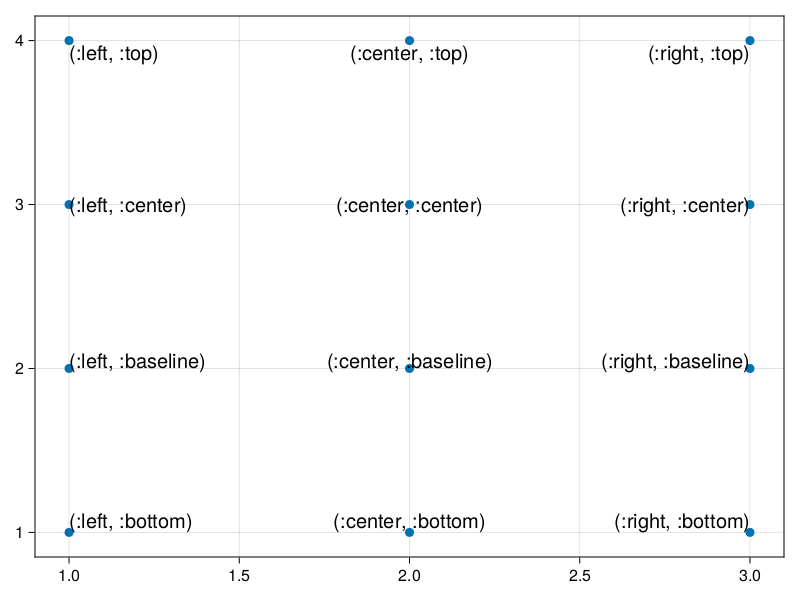 4 (:left, :top) (:center, :top) (:right, :top)
3 (:left, :center) (:center, :center) (:right, :center)
2 (:left, :baseline) (:center, :baseline) (:right, :baseline)
1 (:left, :bottom) (:center, :bottom) (:right, :bottom)
1.0 1.5 2.0 2.5 3.0